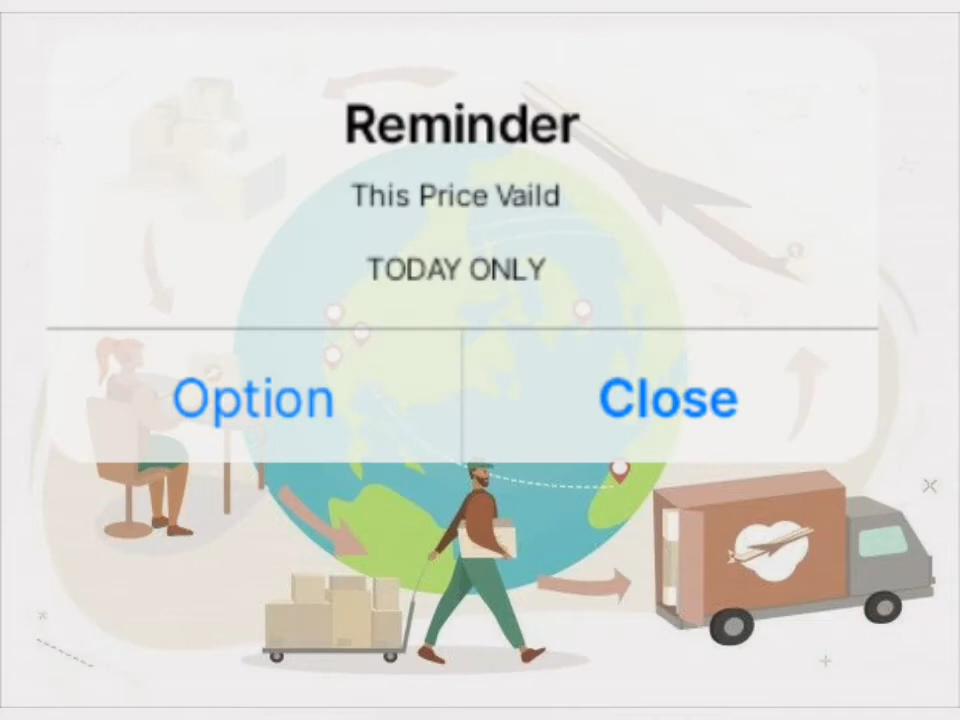 Reminder
This Price Vaild
TODAY ONLY
Option
Close